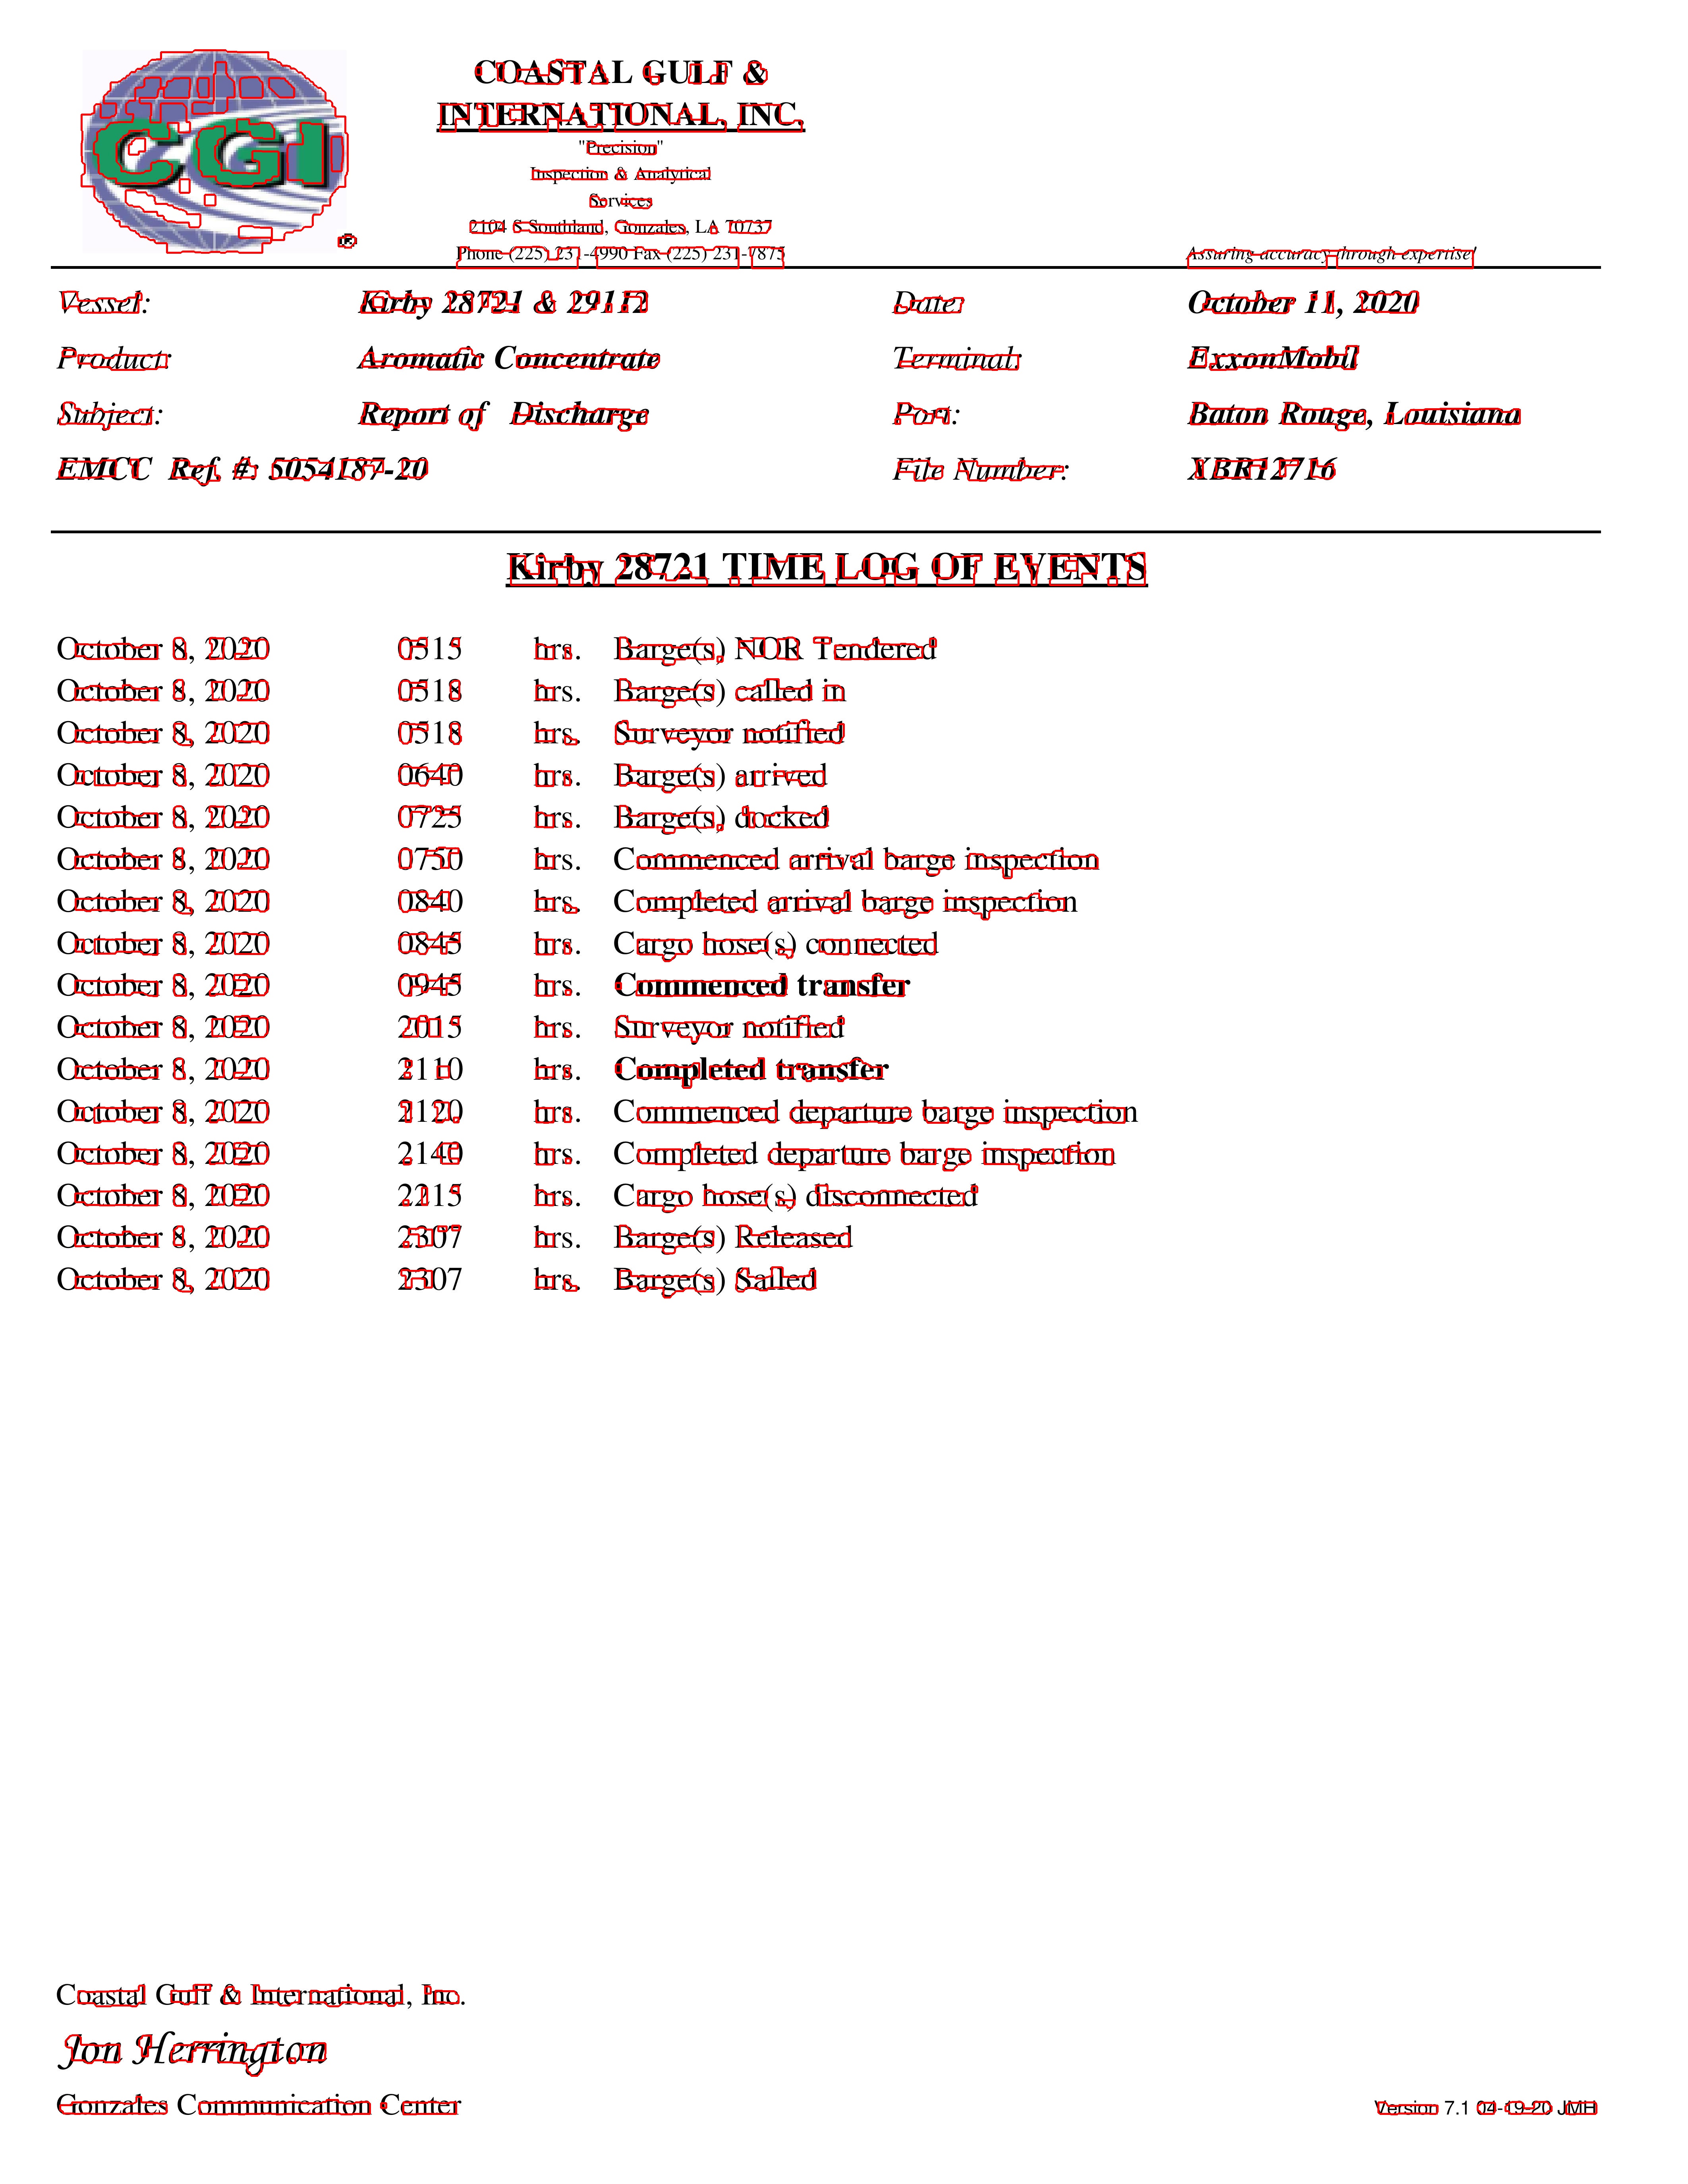 CGI
®
COASTAL GULF &
INTERNATIONAL, INC.
"Precision"
Inspection & Analytical
Services
2104 S Southland, Gonzales, LA 70737
Phone (225) 231-4990 Fax (225) 231-7875
Assuring accuracy through expertise!
Vessel: Kirby 28721 & 29112 Date: October 11, 2020
Product: Aromatic Concentrate Terminal: ExxonMobil
Subject: Report of Discharge Port: Baton Rouge, Louisiana
EMCC Ref. #: 5054187-20 File Number: XBR12716
Kirby 28721 TIME LOG OF EVENTS
October 8, 2020 0515 hrs. Barge(s) NOR Tendered
October 8, 2020 0518 hrs. Barge(s) called in
October 8, 2020 0518 hrs. Surveyor notified
October 8, 2020 0640 hrs. Barge(s) arrived
October 8, 2020 0725 hrs. Barge(s) docked
October 8, 2020 0750 hrs. Commenced arrival barge inspection
October 8, 2020 0840 hrs. Completed arrival barge inspection
October 8, 2020 0845 hrs. Cargo hose(s) connected
October 8, 2020 0945 hrs. Commenced transfer
October 8, 2020 2015 hrs. Surveyor notified
October 8, 2020 2110 hrs. Completed transfer
October 8, 2020 2120 hrs. Commenced departure barge inspection
October 8, 2020 2140 hrs. Completed departure barge inspection
October 8, 2020 2215 hrs. Cargo hose(s) disconnected
October 8, 2020 2307 hrs. Barge(s) Released
October 8, 2020 2307 hrs. Barge(s) Sailed
Coastal Gulf & International, Inc.
Jon Herrington
Gonzales Communication Center
Version 7.1 04-19-20 JMH